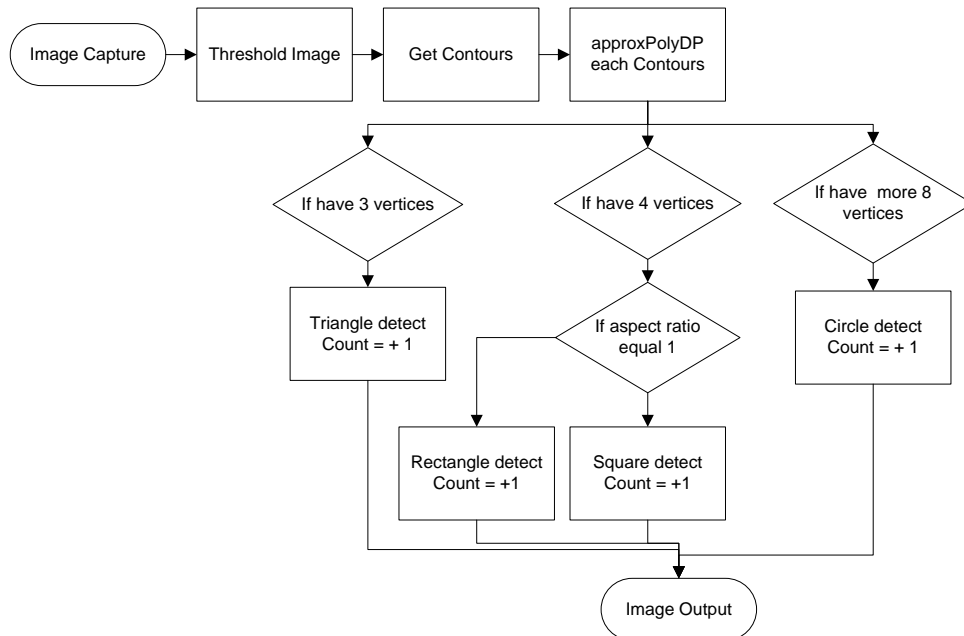 Image Capture
Threshold Image
Get Contours
approxPolyDP
each Contours
If have 3 vertices
If have 4 vertices
If have  more 8
vertices
Triangle detect
Count = + 1
If aspect ratio
equal 1
Circle detect
Count = + 1
Rectangle detect
Count = +1
Square detect
Count = +1
Image Output